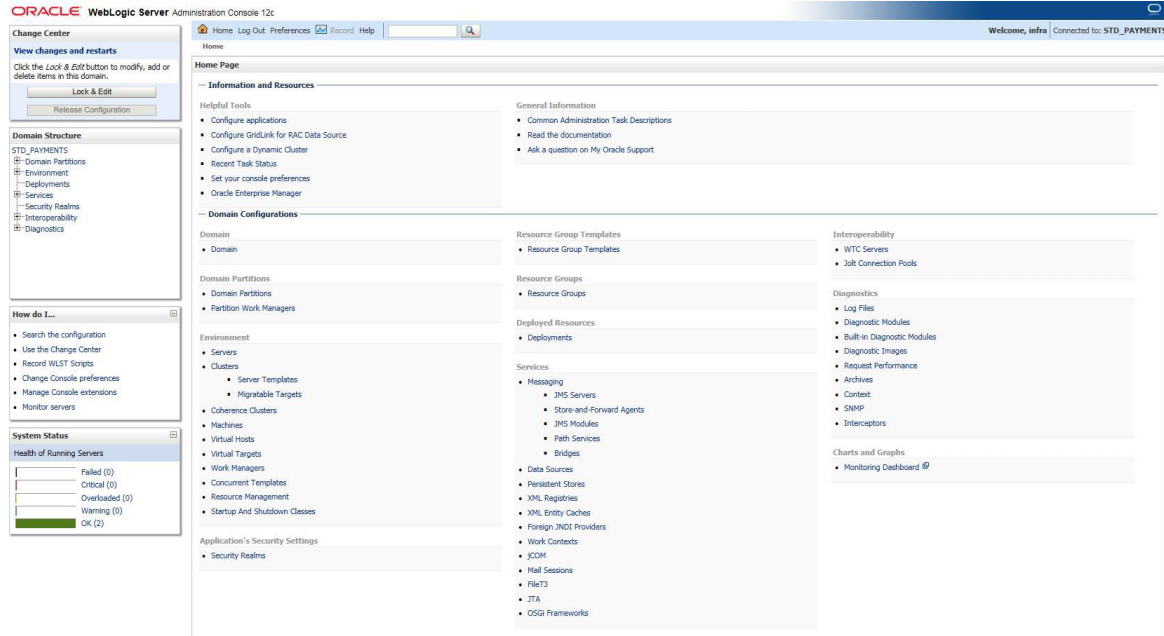 ORACLE WebLogic Server Administration Console 12c
Change Center
View changes and restarts
Click the Lock & Edit button to modify, add or
delete items in this domain.
Lock & Edit
Release Configuration
Domain Structure
STD_PAYMENTS
Domain Partitions
Environment
Deployments
Services
Security Realms
Interoperability
Diagnostics
How do I...
Search the configuration
Use the Change Center
Record WLST Scripts
Change Console preferences
Manage Console extensions
Monitor servers
System Status
Health of Running Servers
Failed (0)
Critical (0)
Overloaded (0)
Warning (0)
OK (2)
Home Log Out Preferences Record Help
Welcome, infra Connected to: STD_PAYMENTS
Home
Home Page
Information and Resources
Helpful Tools
Configure applications
Configure GridLink for RAC Data Source
Configure a Dynamic Cluster
Recent Task Status
Set your console preferences
Oracle Enterprise Manager
General Information
Common Administration Task Descriptions
Read the documentation
Ask a question on My Oracle Support
Domain Configurations
Domain
Domain
Domain Partitions
Domain Partitions
Partition Work Managers
Environment
Servers
Clusters
Server Templates
Migratable Targets
Coherence Clusters
Machines
Virtual Hosts
Virtual Targets
Work Managers
Concurrent Templates
Resource Management
Startup And Shutdown Classes
Application's Security Settings
Security Realms
Resource Group Templates
Resource Group Templates
Resource Groups
Resource Groups
Deployed Resources
Deployments
Services
Messaging
JMS Servers
Store-and-Forward Agents
JMS Modules
Path Services
Bridges
Data Sources
Persistent Stores
XML Registries
XML Entity Caches
Foreign JNDI Providers
Work Contexts
jCOM
Mail Sessions
FileT3
JTA
OSGi Frameworks
Interoperability
WTC Servers
Jolt Connection Pools
Diagnostics
Log Files
Diagnostic Modules
Built-in Diagnostic Modules
Diagnostic Images
Request Performance
Archives
Context
SNMP
Interceptors
Charts and Graphs
Monitoring Dashboard